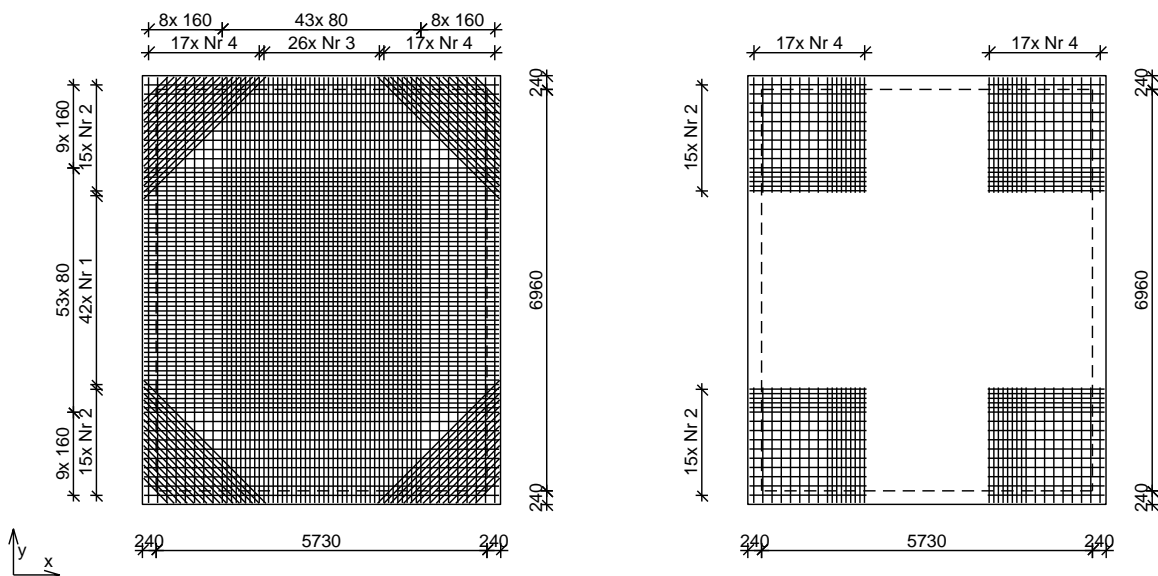 8x 160 43x 80 8x 160
17x Nr 4 26x Nr 3 17x Nr 4
9x 160
15x Nr 2
53x 80
42x Nr 1
9x 160
15x Nr 2
240
6960
240
240 5730 240
y
x
17x Nr 4 17x Nr 4
15x Nr 2
15x Nr 2
240
6960
240
240 5730 240